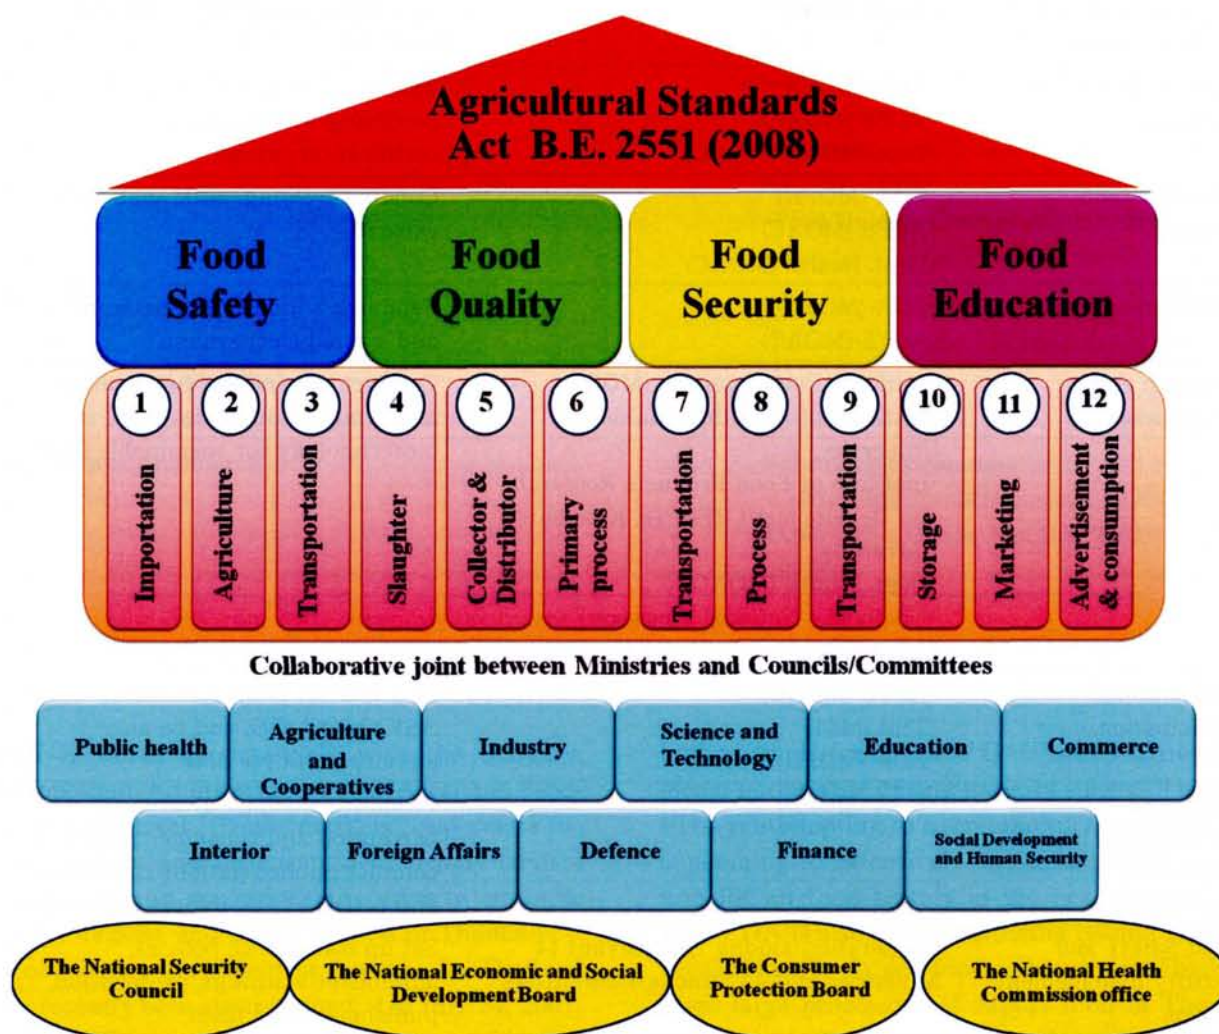 Agricultural Standards
Act B.E. 2551 (2008)
Food
Safety
Food
Quality
Food
Security
Food
Education
1
Importation
2
Agriculture
3
Transportation
4
Slaughter
5
Collector &
Distributor
6
Primary
process
7
Transportation
8
Process
9
Transportation
10
Storage
11
Marketing
12
Advertisement
& consumption
Collaborative joint between Ministries and Councils/Committees
Public health
Agriculture
and
Cooperatives
Industry
Science and
Technology
Education
Commerce
Interior
Foreign Affairs
Defence
Finance
Social Development
and Human Security
The National Security
Council
The National Economic and Social
Development Board
The Consumer
Protection Board
The National Health
Commission office